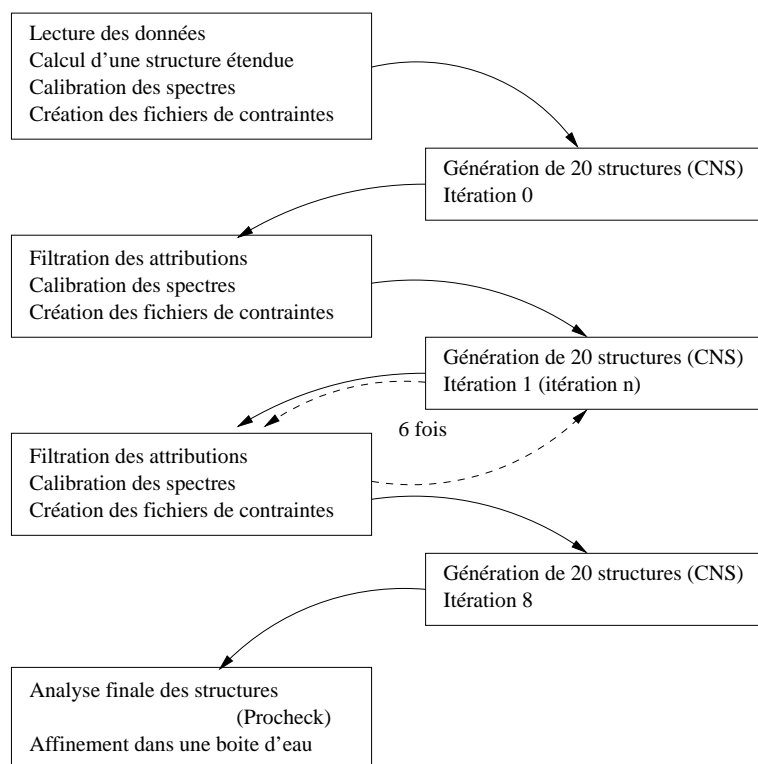 Lecture des données
Calcul d'une structure étendue
Calibration des spectres
Création des fichiers de contraintes
Génération de 20 structures (CNS)
Itération 0
Filtration des attributions
Calibration des spectres
Création des fichiers de contraintes
Génération de 20 structures (CNS)
Itération 1 (itération n)
6 fois
Filtration des attributions
Calibration des spectres
Création des fichiers de contraintes
Génération de 20 structures (CNS)
Itération 8
Analyse finale des structures
(Procheck)
Affinement dans une boite d'eau